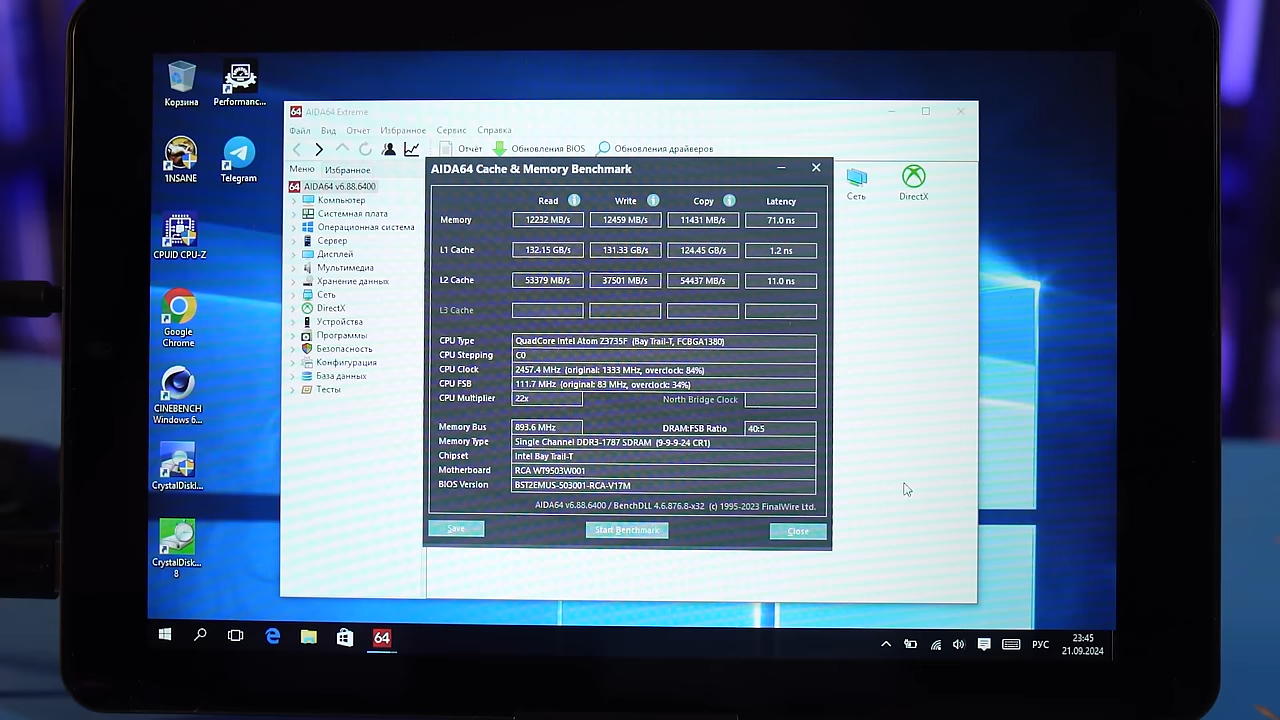 Корзина
Performanc...
1NSANE
Telegram
CPUID CPU-Z
Google
Chrome
CINEBENCH
Windows 6...
CrystalDiskI...
CrystalDisk...
8
64 AIDA64 Extreme
Файл Вид Отчет Избранное Сервис Справка
Отчёт Обновления BIOS Обновления драйверов
Меню Избранное
64 AIDA64 v6.88.6400
Компьютер
Системная плата
Операционная система
Сервер
Дисплей
Мультимедиа
Хранение данных
Сеть
DirectX
Устройства
Программы
Безопасность
Конфигурация
База данных
Тесты
Сеть
DirectX
AIDA64 Cache & Memory Benchmark
Read Write Copy Latency
Memory 12232 MB/s 12459 MB/s 11431 MB/s 71.0 ns
L1 Cache 132.15 GB/s 131.33 GB/s 124.45 GB/s 1.2 ns
L2 Cache 53379 MB/s 37501 MB/s 54437 MB/s 11.0 ns
L3 Cache
CPU Type QuadCore Intel Atom Z3735F (Bay Trail-T, FCBGA1380)
CPU Stepping C0
CPU Clock 2457.4 MHz (original: 1333 MHz, overclock: 84%)
CPU FSB 111.7 MHz (original: 83 MHz, overclock: 34%)
CPU Multiplier 22x North Bridge Clock
Memory Bus 893.6 MHz DRAM:FSB Ratio 40:5
Memory Type Single Channel DDR3-1787 SDRAM (9-9-9-24 CR1)
Chipset Intel Bay Trail-T
Motherboard RCA WT9503W001
BIOS Version BST2EMUS-503001-RCA-V17M
AIDA64 v6.88.6400 / BenchDLL 4.6.876.8-x32 (c) 1995-2023 FinalWire Ltd.
Save Start Benchmark Close
64
РУС
23:45
21.09.2024